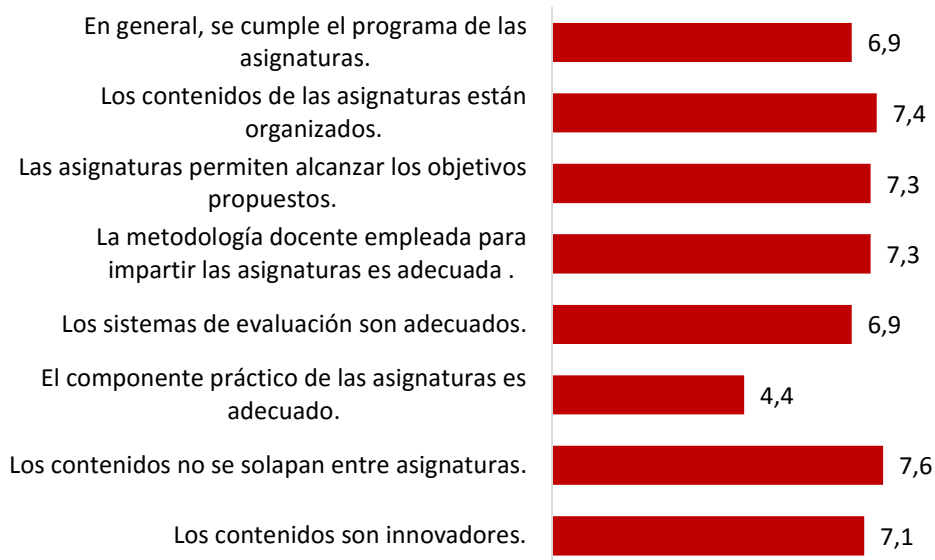 En general, se cumple el programa de las
asignaturas.
6,9
Los contenidos de las asignaturas están
organizados.
7,4
Las asignaturas permiten alcanzar los objetivos
propuestos.
7,3
La metodología docente empleada para
impartir las asignaturas es adecuada .
7,3
Los sistemas de evaluación son adecuados.
6,9
El componente práctico de las asignaturas es
adecuado.
4,4
Los contenidos no se solapan entre asignaturas.
7,6
Los contenidos son innovadores.
7,1